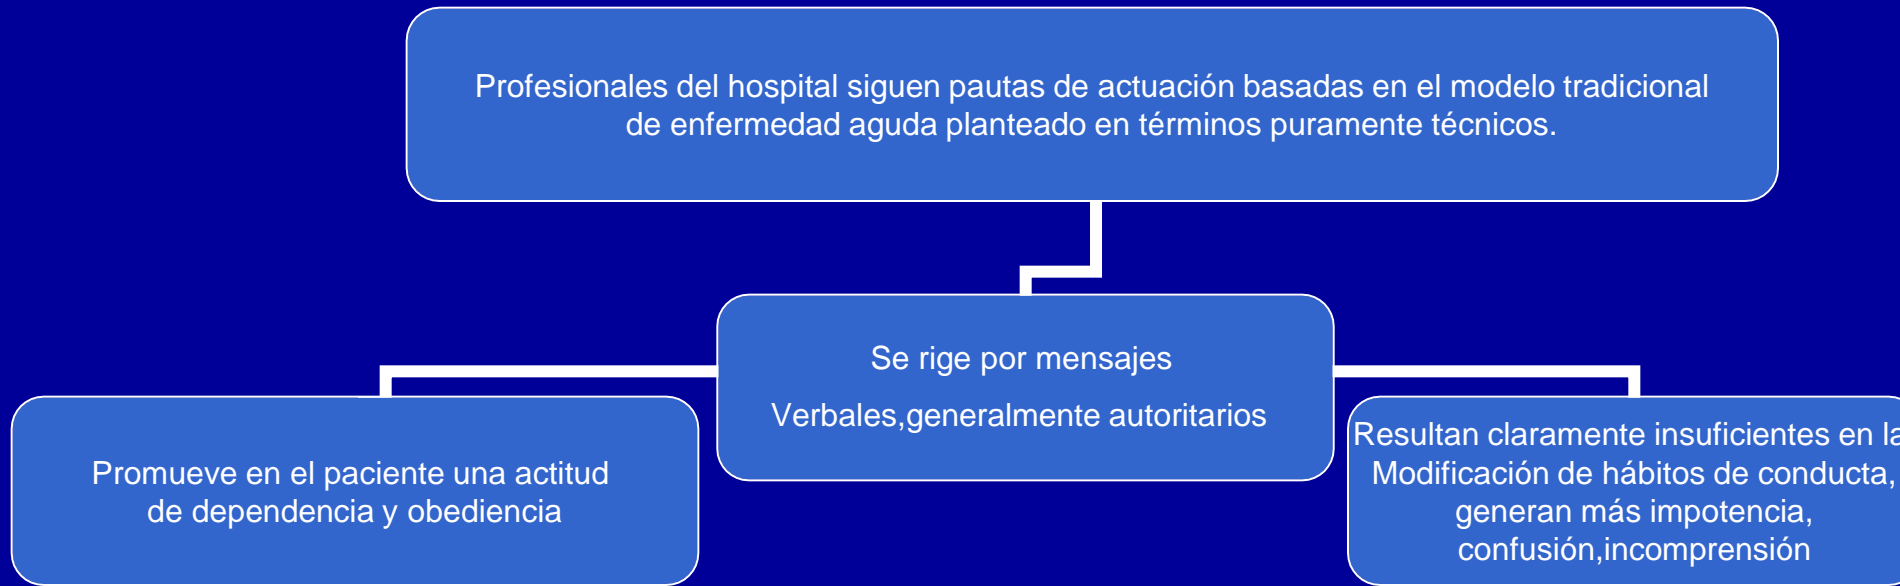 Profesionales del hospital siguen pautas de actuación basadas en el modelo tradicional
de enfermedad aguda planteado en términos puramente técnicos.
Se rige por mensajes
Verbales,generalmente autoritarios
Promueve en el paciente una actitud
de dependencia y obediencia
Resultan claramente insuficientes en la
Modificación de hábitos de conducta,
generan más impotencia,
confusión,incomprensión